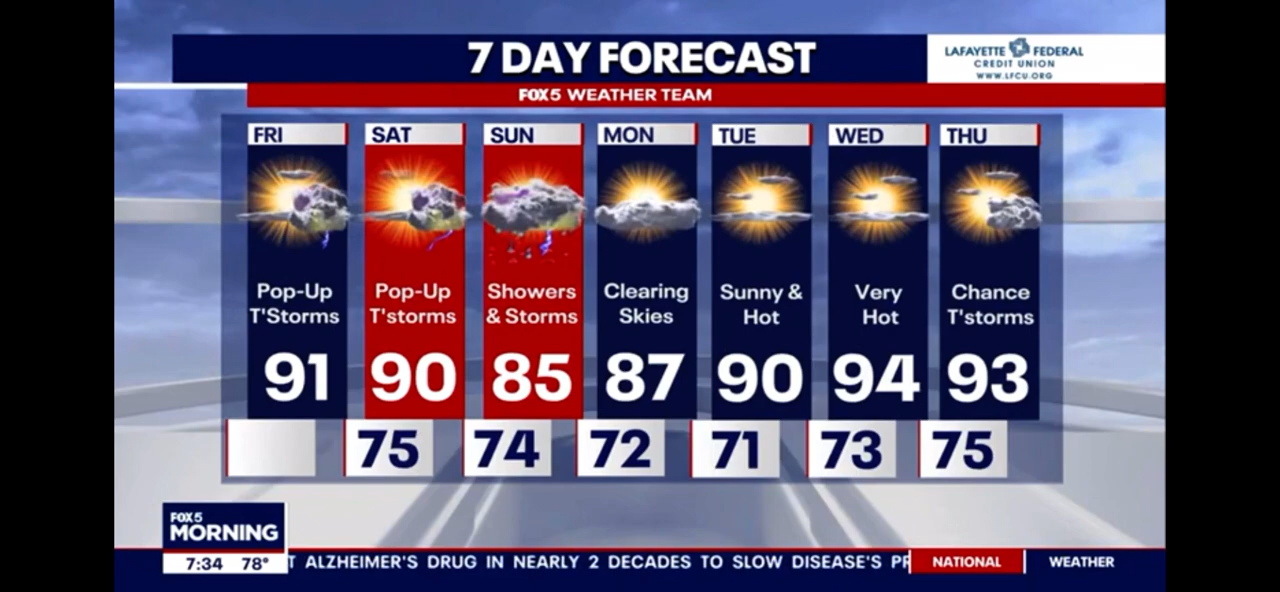 7 DAY FORECAST
LAFAYETTE FEDERAL
CREDIT UNION
WWW.LFCU.ORG
FOX5 WEATHER TEAM
FRI
SAT
SUN
MON
TUE
WED
THU
Pop-Up
T'Storms
Pop-Up
T'storms
Showers
& Storms
Clearing
Skies
Sunny &
Hot
Very
Hot
Chance
T'storms
91
90
85
87
90
94
93
75
74
72
71
73
75
FOX5
MORNING
7:34 78°
T ALZHEIMER'S DRUG IN NEARLY 2 DECADES TO SLOW DISEASE'S PR
NATIONAL
WEATHER